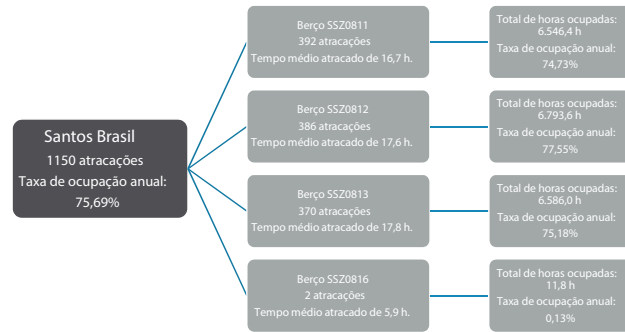 Santos Brasil
1150 atracações
Taxa de ocupação anual:
75,69%
Berço SSZ0811
392 atracações
Tempo médio atracado de 16,7 h.
Total de horas ocupadas:
6.546,4 h
Taxa de ocupação anual:
74,73%
Berço SSZ0812
386 atracações
Tempo médio atracado de 17,6 h.
Total de horas ocupadas:
6.793,6 h
Taxa de ocupação anual:
77,55%
Berço SSZ0813
370 atracações
Tempo médio atracado de 17,8 h.
Total de horas ocupadas:
6.586,0 h
Taxa de ocupação anual:
75,18%
Berço SSZ0816
2 atracações
Tempo médio atracado de 5,9 h.
Total de horas ocupadas:
11,8 h
Taxa de ocupação anual:
0,13%